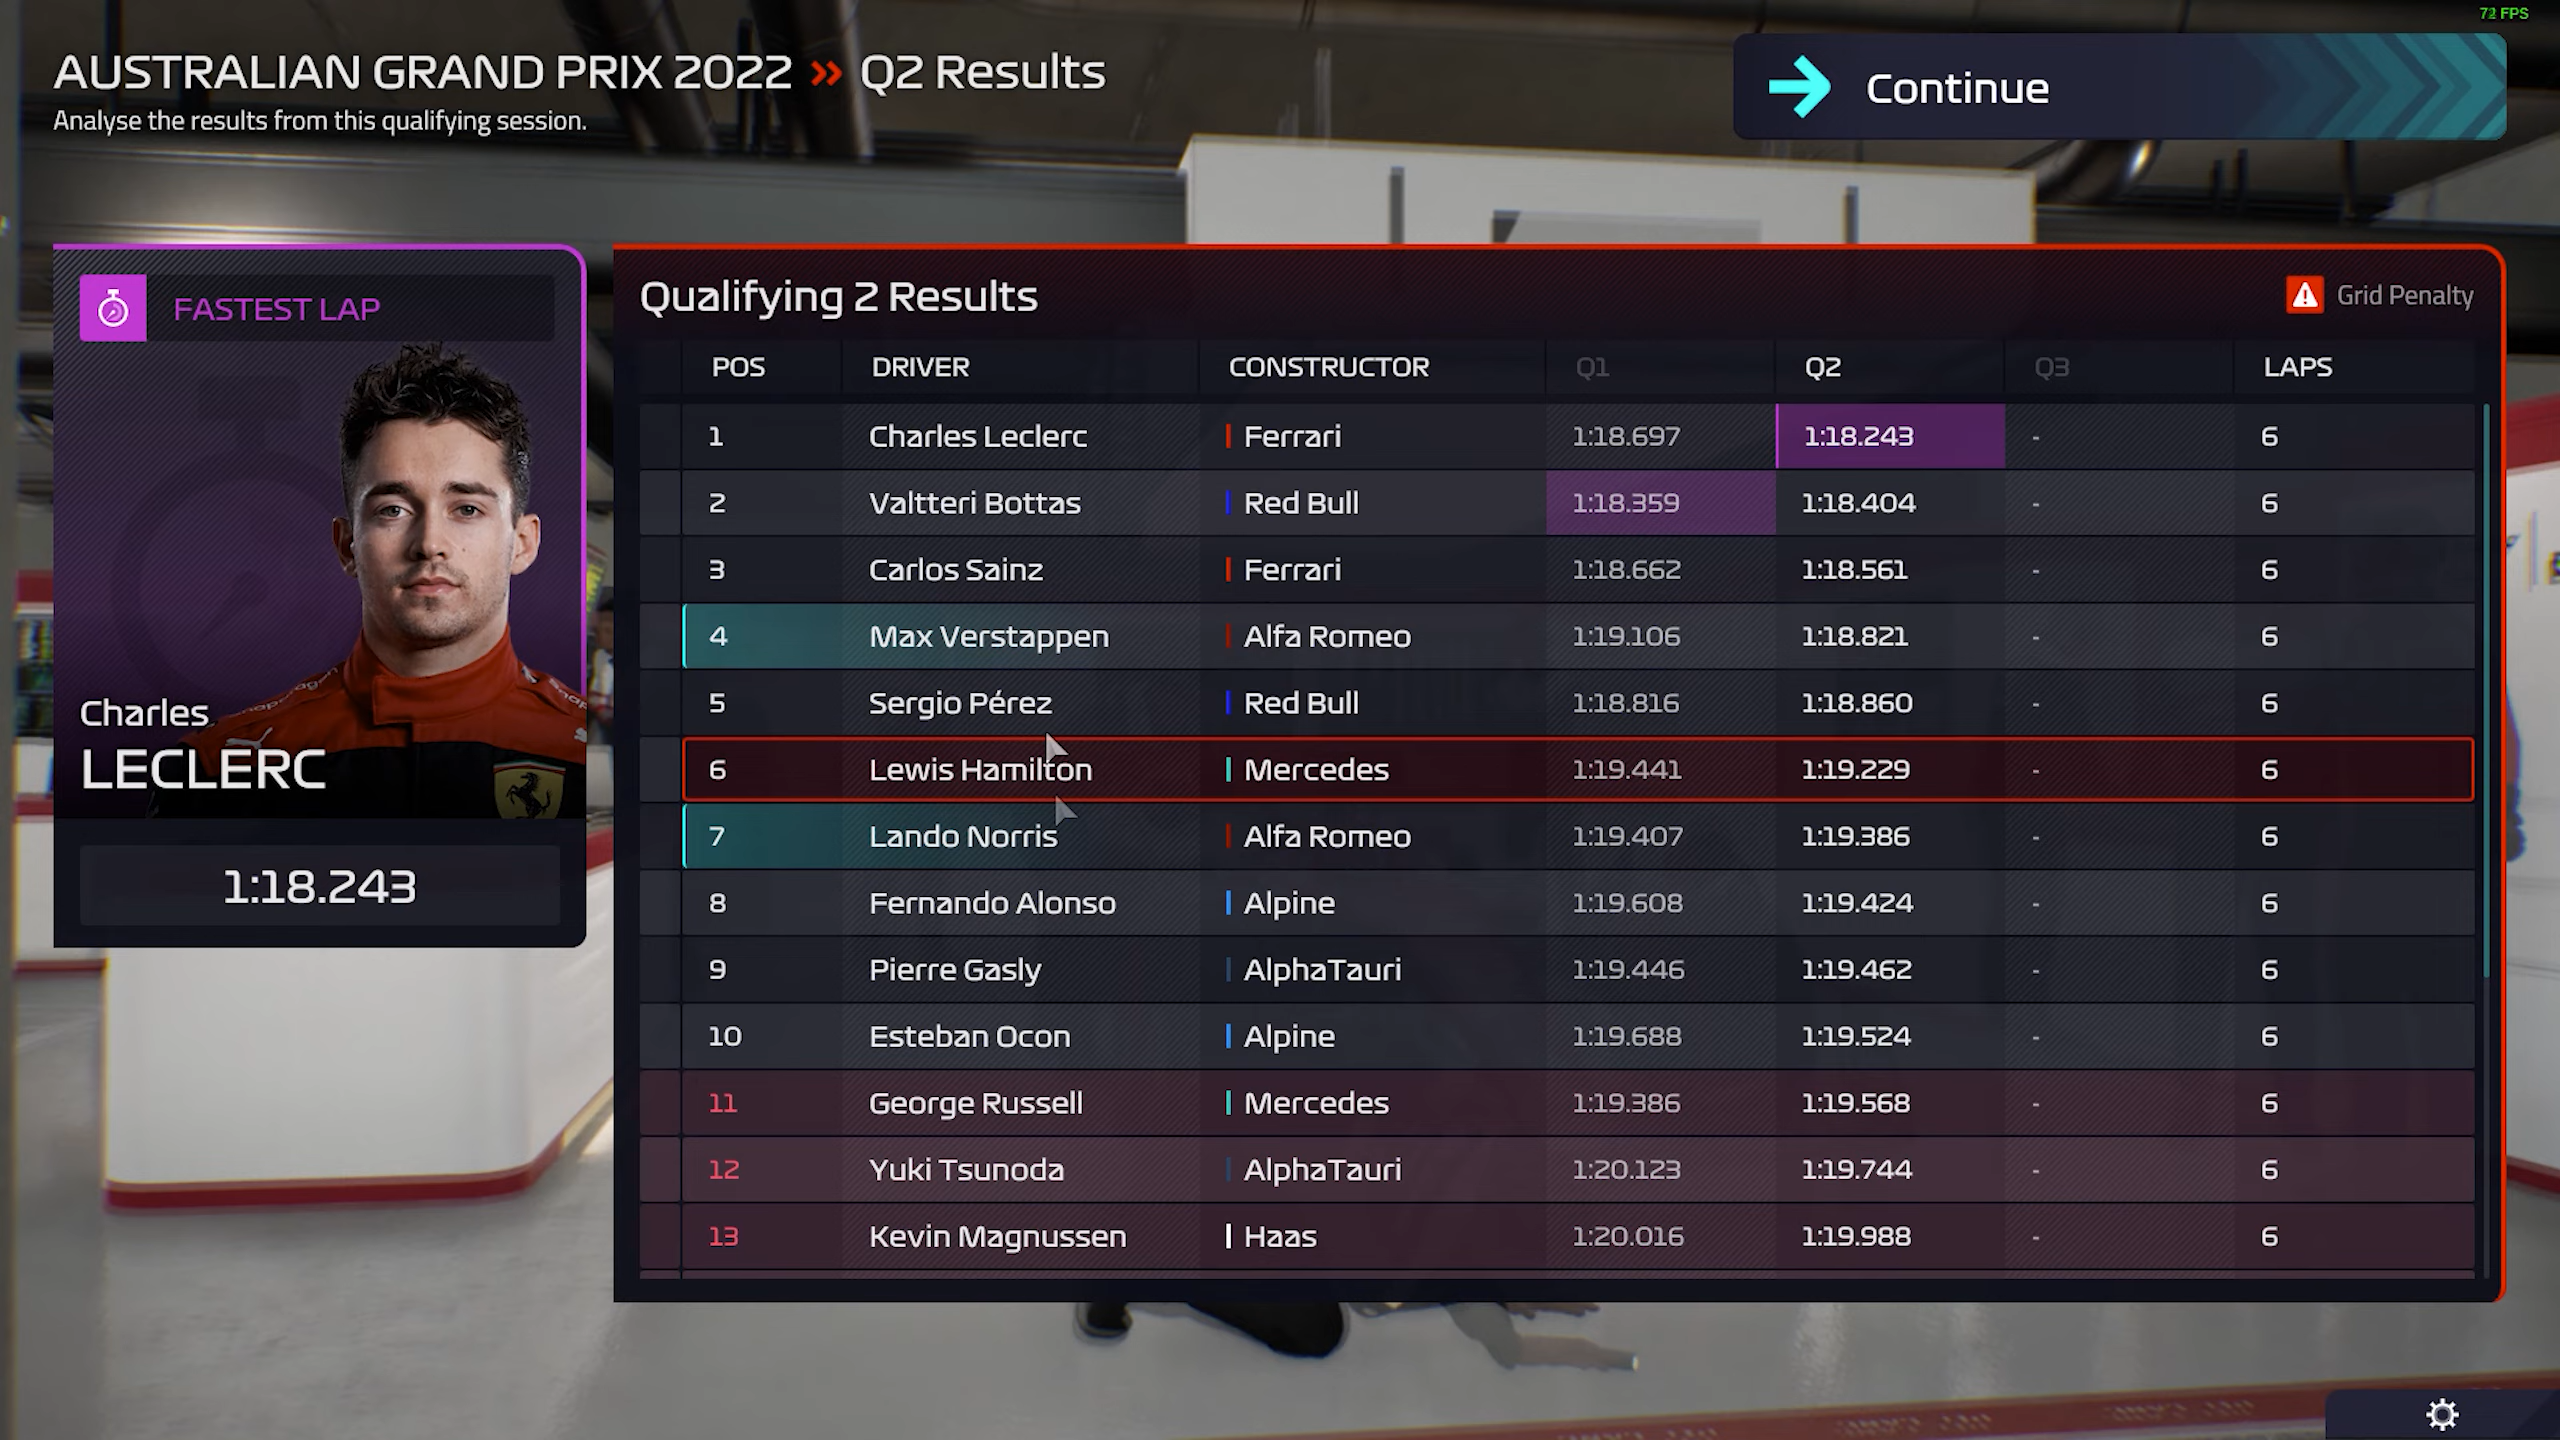 72 FPS
AUSTRALIAN GRAND PRIX 2022 » Q2 Results
Analyse the results from this qualifying session.
Continue
FASTEST LAP
Charles
LECLERC
1:18.243
Qualifying 2 Results
Grid Penalty
POS DRIVER CONSTRUCTOR Q1 Q2 Q3 LAPS
1 Charles Leclerc Ferrari 1:18.697 1:18.243 - 6
2 Valtteri Bottas Red Bull 1:18.359 1:18.404 - 6
3 Carlos Sainz Ferrari 1:18.662 1:18.561 - 6
4 Max Verstappen Alfa Romeo 1:19.106 1:18.821 - 6
5 Sergio Pérez Red Bull 1:18.816 1:18.860 - 6
6 Lewis Hamilton Mercedes 1:19.441 1:19.229 - 6
7 Lando Norris Alfa Romeo 1:19.407 1:19.386 - 6
8 Fernando Alonso Alpine 1:19.608 1:19.424 - 6
9 Pierre Gasly AlphaTauri 1:19.446 1:19.462 - 6
10 Esteban Ocon Alpine 1:19.688 1:19.524 - 6
11 George Russell Mercedes 1:19.386 1:19.568 - 6
12 Yuki Tsunoda AlphaTauri 1:20.123 1:19.744 - 6
13 Kevin Magnussen Haas 1:20.016 1:19.988 - 6